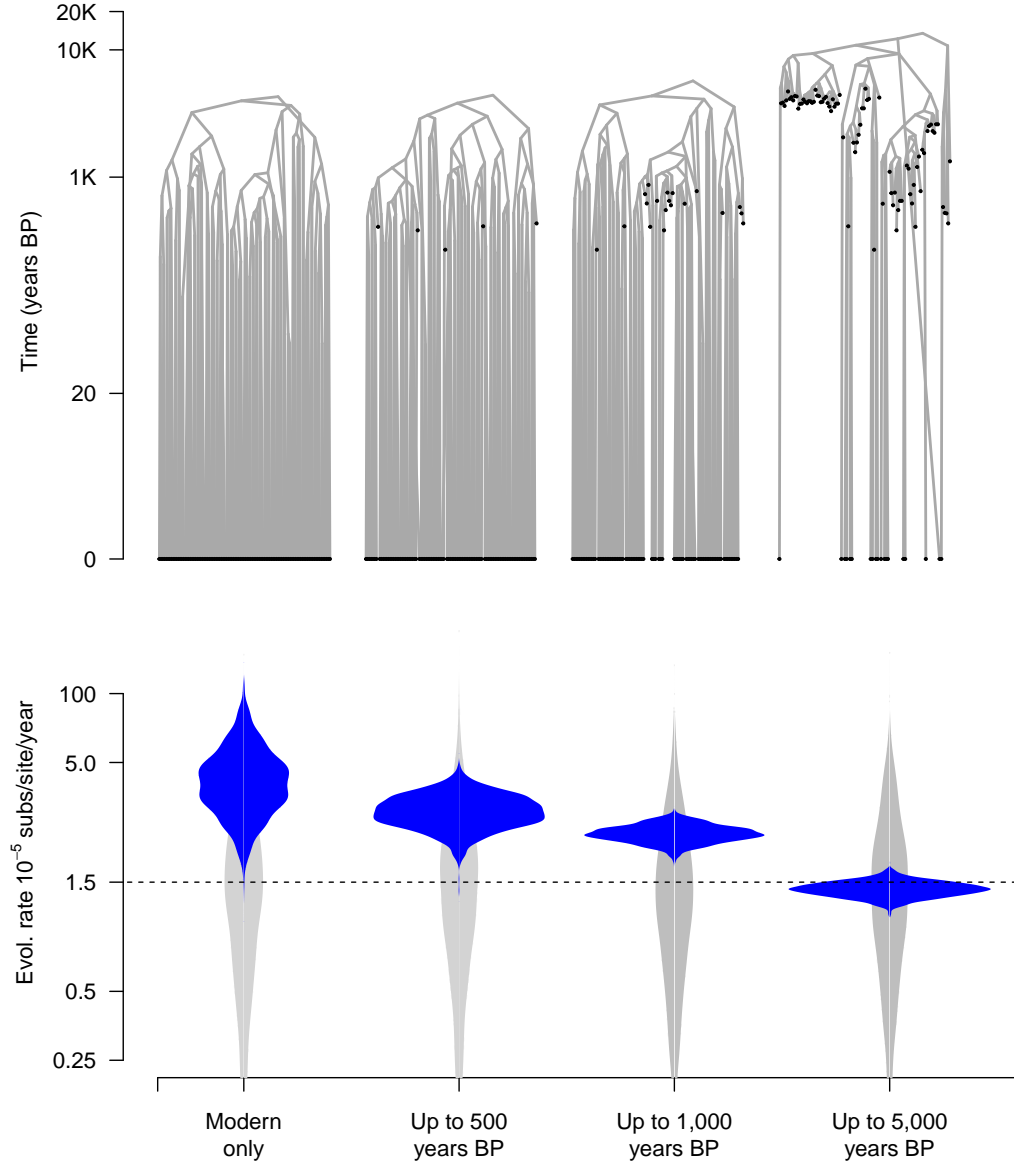 20K
10K
1K
20
0
Time (years BP)
100
5.0
1.5
0.5
0.25
Evol. rate 10⁻⁵ subs/site/year
Modern
only
Up to 500
years BP
Up to 1,000
years BP
Up to 5,000
years BP